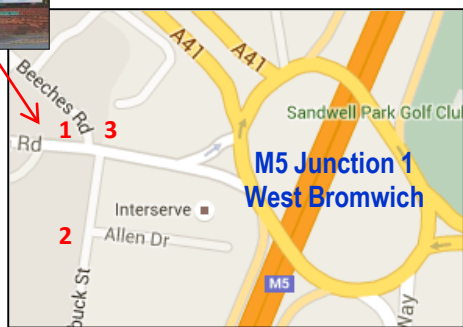 A41
A41
Beeches Rd
Sandwell Park Golf Club
1 3
Rd
M5 Junction 1
West Bromwich
Interserve
2
Allen Dr
buck St
M5
Way